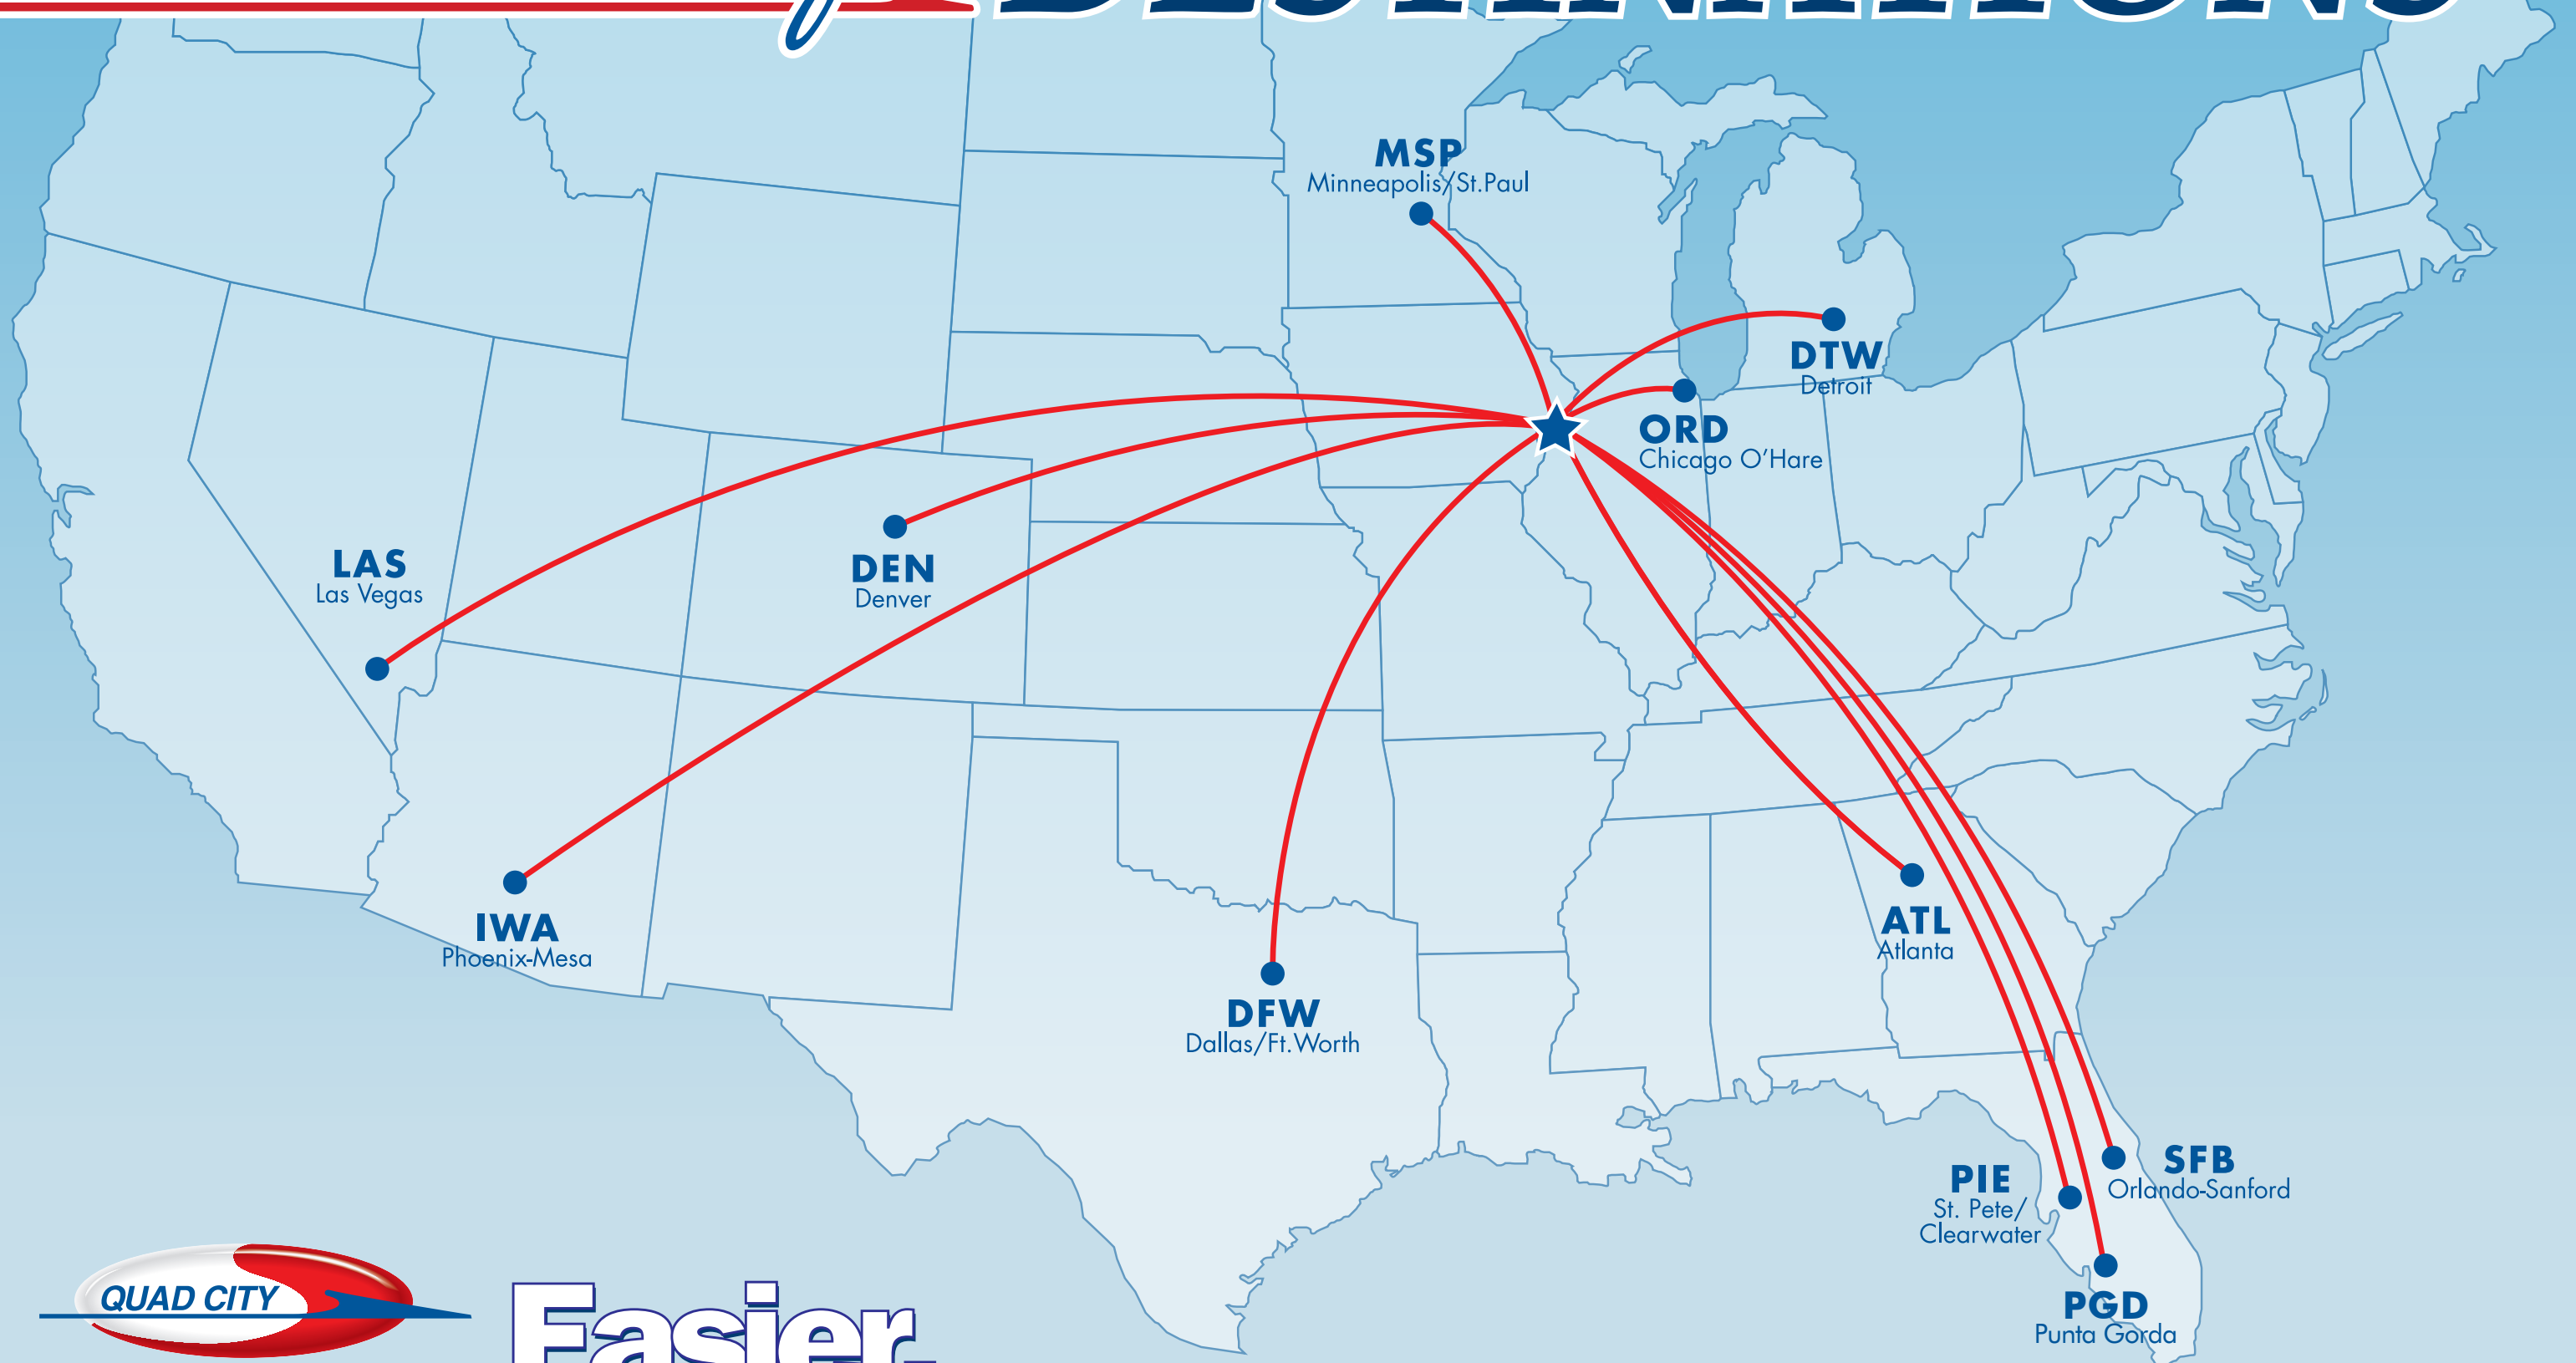 DESTINATIONS
MSP
Minneapolis/St.Paul
DTW
Detroit
ORD
Chicago O'Hare
LAS
Las Vegas
DEN
Denver
IWA
Phoenix-Mesa
DFW
Dallas/Ft.Worth
ATL
Atlanta
SFB
Orlando-Sanford
PIE
St. Pete/
Clearwater
PGD
Punta Gorda
QUAD CITY
Easier.